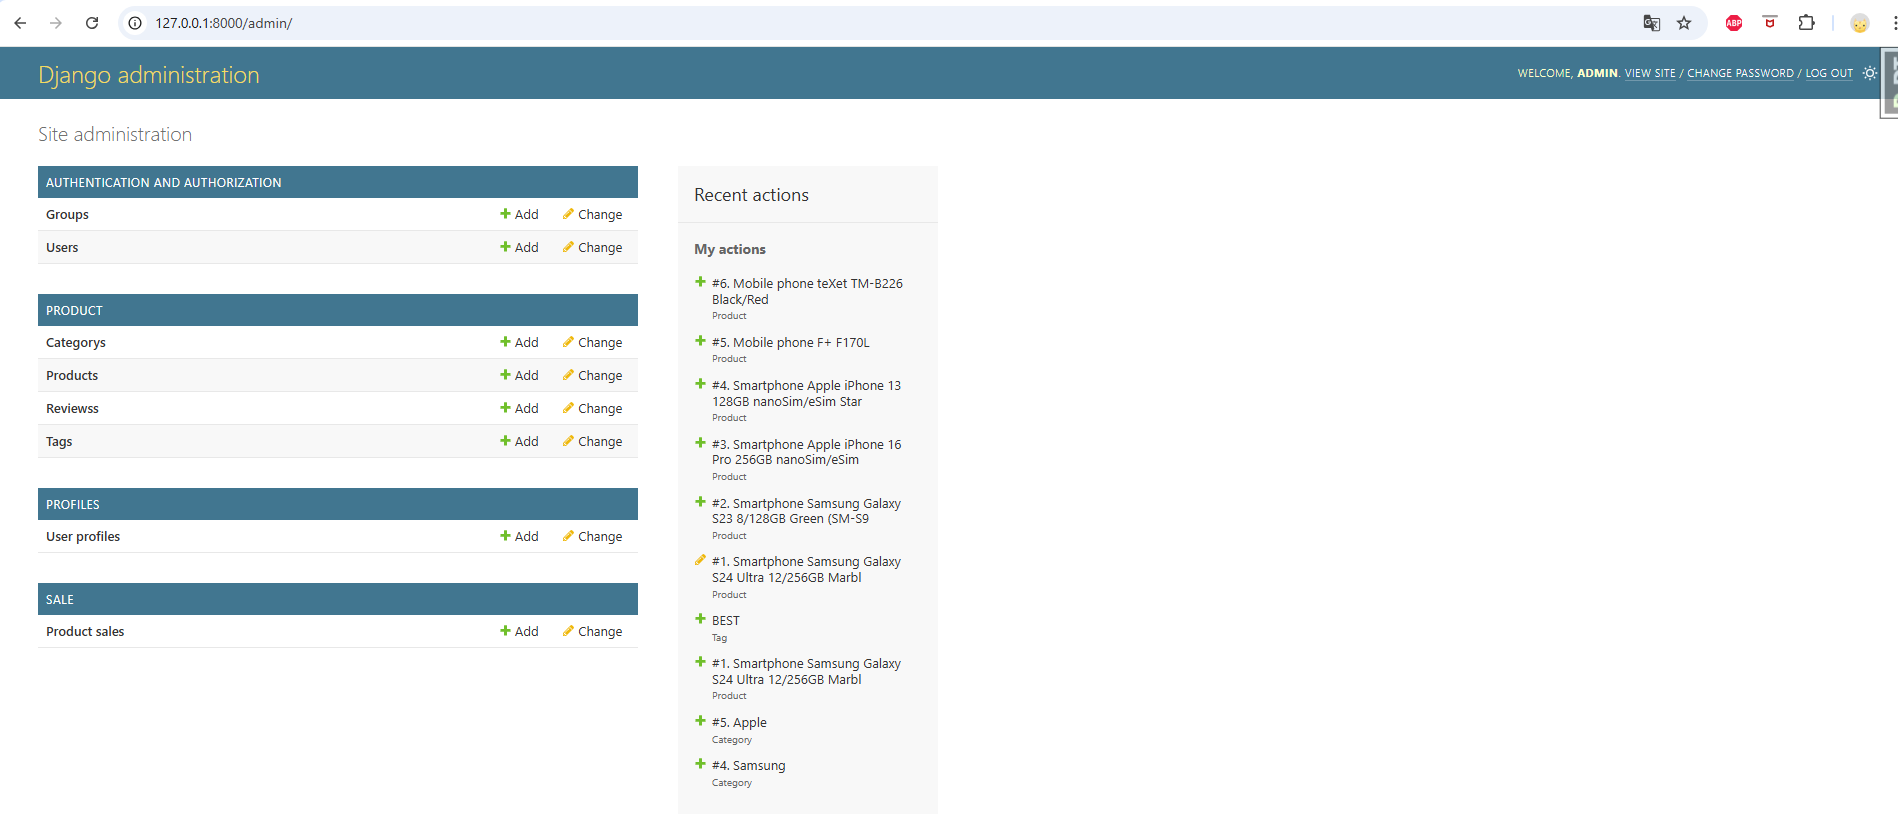 127.0.0.1:8000/admin/
ABP
Django administration
WELCOME, ADMIN. VIEW SITE / CHANGE PASSWORD / LOG OUT
Site administration
AUTHENTICATION AND AUTHORIZATION
Groups Add Change
Users Add Change
PRODUCT
Categorys Add Change
Products Add Change
Reviewss Add Change
Tags Add Change
PROFILES
User profiles Add Change
SALE
Product sales Add Change
Recent actions
My actions
#6. Mobile phone teXet TM-B226
Black/Red
Product
#5. Mobile phone F+ F170L
Product
#4. Smartphone Apple iPhone 13
128GB nanoSim/eSim Star
Product
#3. Smartphone Apple iPhone 16
Pro 256GB nanoSim/eSim
Product
#2. Smartphone Samsung Galaxy
S23 8/128GB Green (SM-S9
Product
#1. Smartphone Samsung Galaxy
S24 Ultra 12/256GB Marbl
Product
BEST
Tag
#1. Smartphone Samsung Galaxy
S24 Ultra 12/256GB Marbl
Product
#5. Apple
Category
#4. Samsung
Category